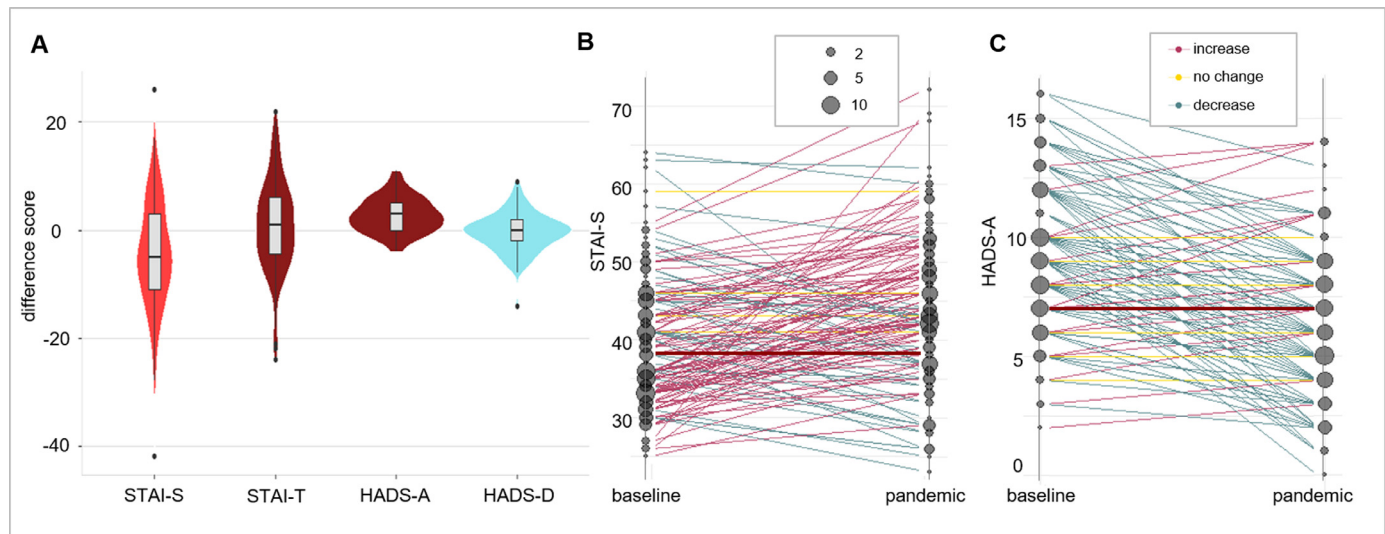 A
difference score
20
0
-20
-40
STAI-S
STAI-T
HADS-A
HADS-D
B
STAI-S
2
5
10
70
60
50
40
30
baseline
pandemic
C
HADS-A
increase
no change
decrease
15
10
5
0
baseline
pandemic